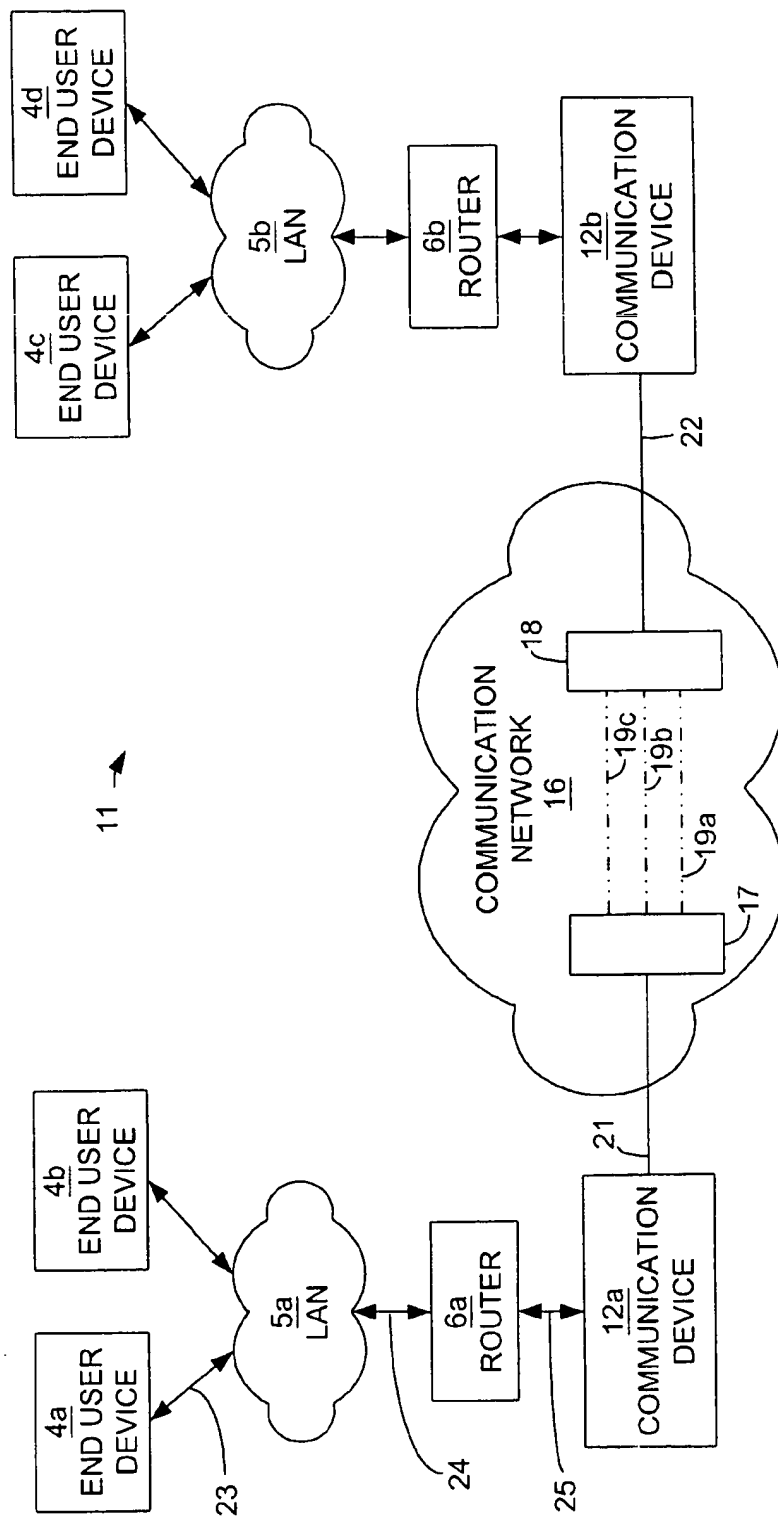 11
4a
END USER
DEVICE
4b
END USER
DEVICE
4c
END USER
DEVICE
4d
END USER
DEVICE
23
5a
LAN
5b
LAN
24
6a
ROUTER
6b
ROUTER
25
12a
COMMUNICATION
DEVICE
21
COMMUNICATION
NETWORK
16
17
18
19c
19b
19a
22
12b
COMMUNICATION
DEVICE